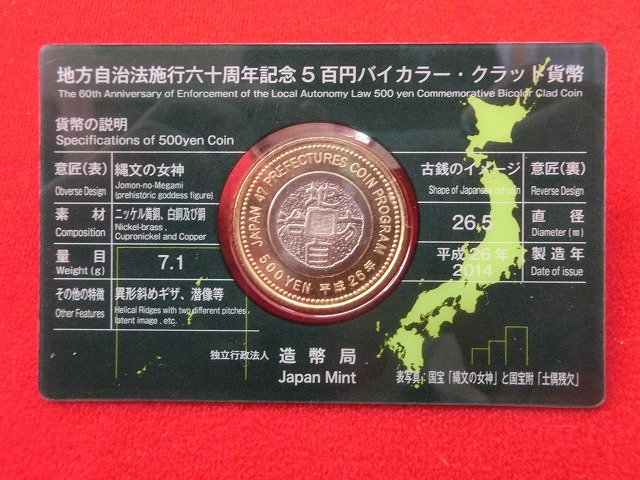 地方自治法施行六十周年記念5百円バイカラー・クラッド貨幣
The 60th Anniversary of Enforcement of the Local Autonomy Law 500 yen Commemorative Bicolor Clad Coin
貨幣の説明
Specifications of 500yen Coin
意匠(表) 縄文の女神
Obverse Design Jomon-no-Megami
(prehistoric goddess figure)
素材 ニッケル黄銅、白銅及び銅
Composition Nickel-brass,
Cupronickel and Copper
量目 7.1
Weight(g)
その他の特徴 異形斜めギザ、潜像等
Other Features Helical Ridges with two different pitches,
latent image, etc.
JAPAN 47 PREFECTURES COIN PROGRAM
地方自治
500 YEN 平成26年
古銭のイメージ 意匠(裏)
Shape of Japanese old coin Reverse Design
26.5 直径
Diameter(㎜)
平成26年 製造年
2014 Date of issue
独立行政法人 造幣局
Japan Mint
表写真:国宝「縄文の女神」と国宝附「土偶残欠」